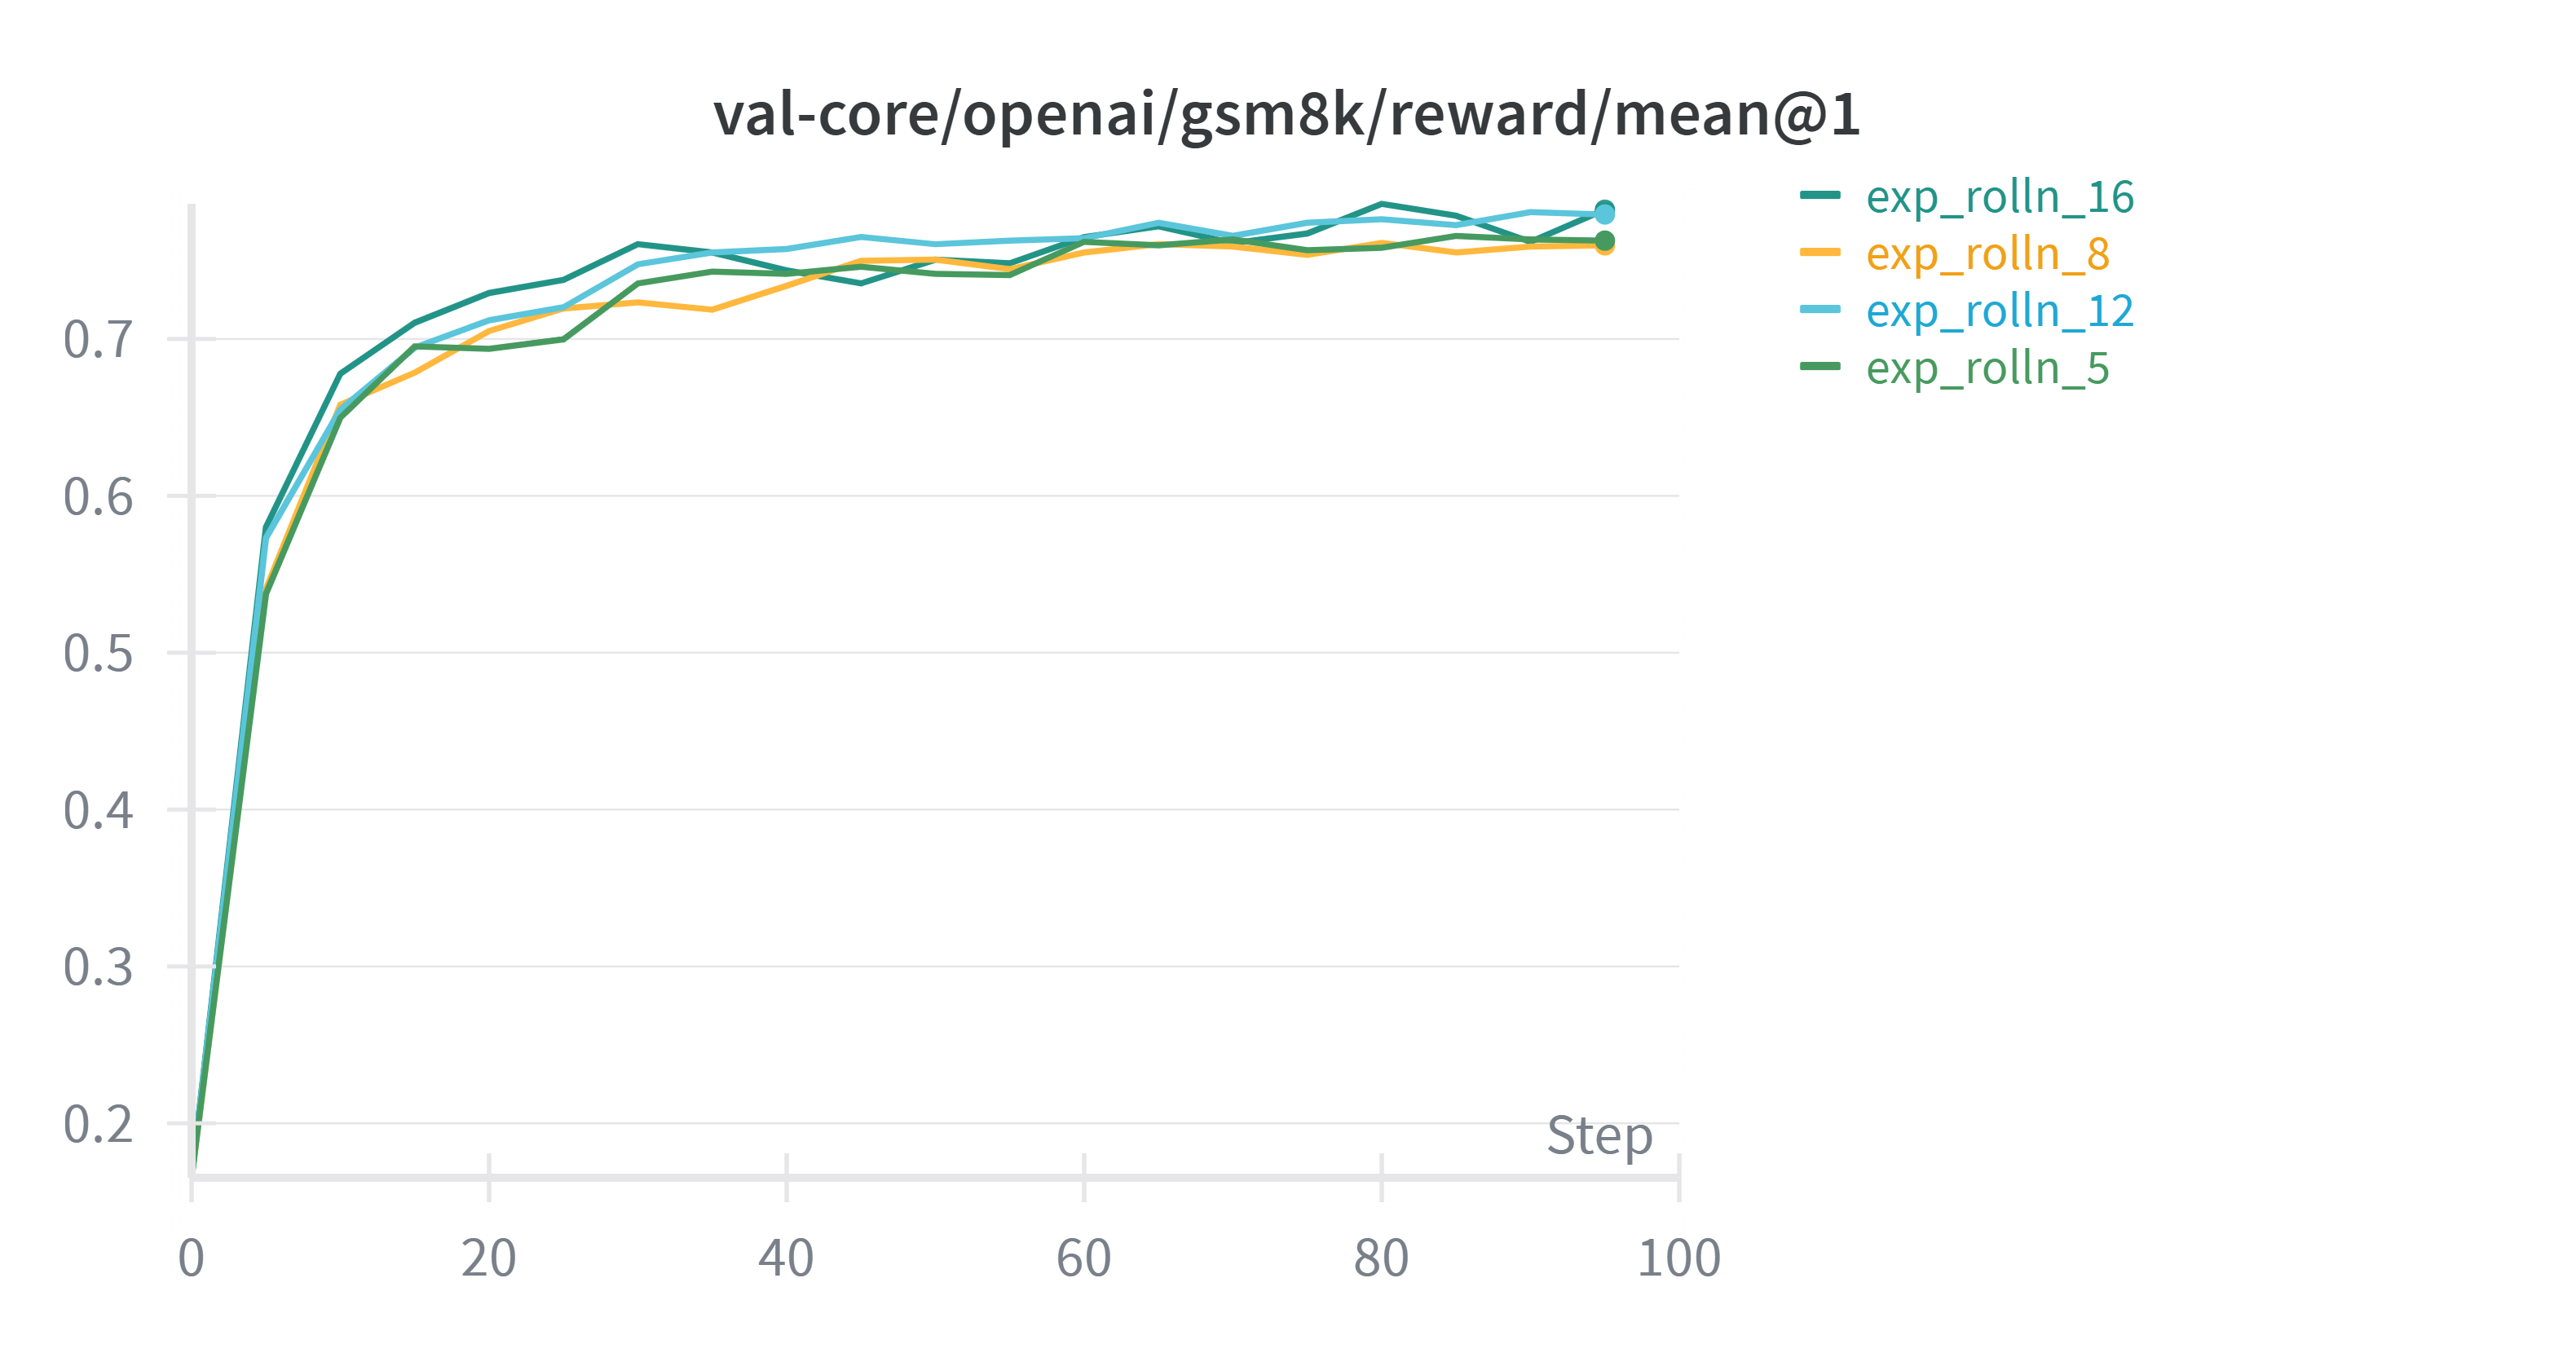 val-core/openai/gsm8k/reward/mean@1
exp_rolln_16
exp_rolln_8
exp_rolln_12
exp_rolln_5
0.7
0.6
0.5
0.4
0.3
0.2
Step
0 20 40 60 80 100